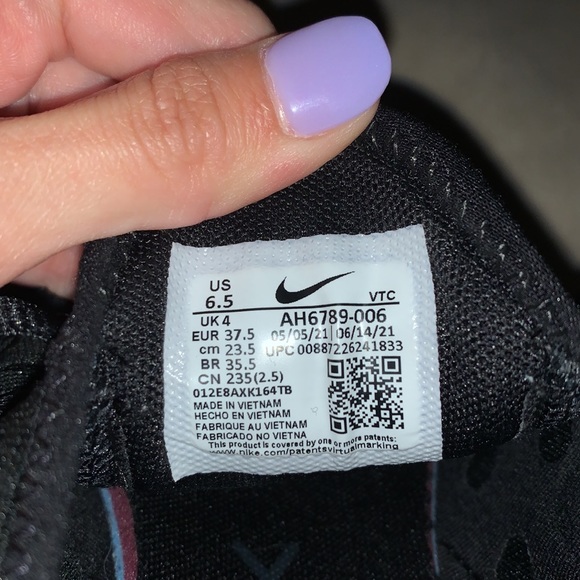 US
6.5
VTC
UK 4
AH6789-006
EUR 37.5
05/05/21 06/14/21
cm 23.5
UPC 00887226241833
BR 35.5
CN 235(2.5)
012E8AXK164TB
MADE IN VIETNAM
HECHO EN VIETNAM
FABRIQUE AU VIETNAM
FABRICADO NO VIETNA
This product is covered by one or more patents:
www.nike.com/patentsvirtualmarking